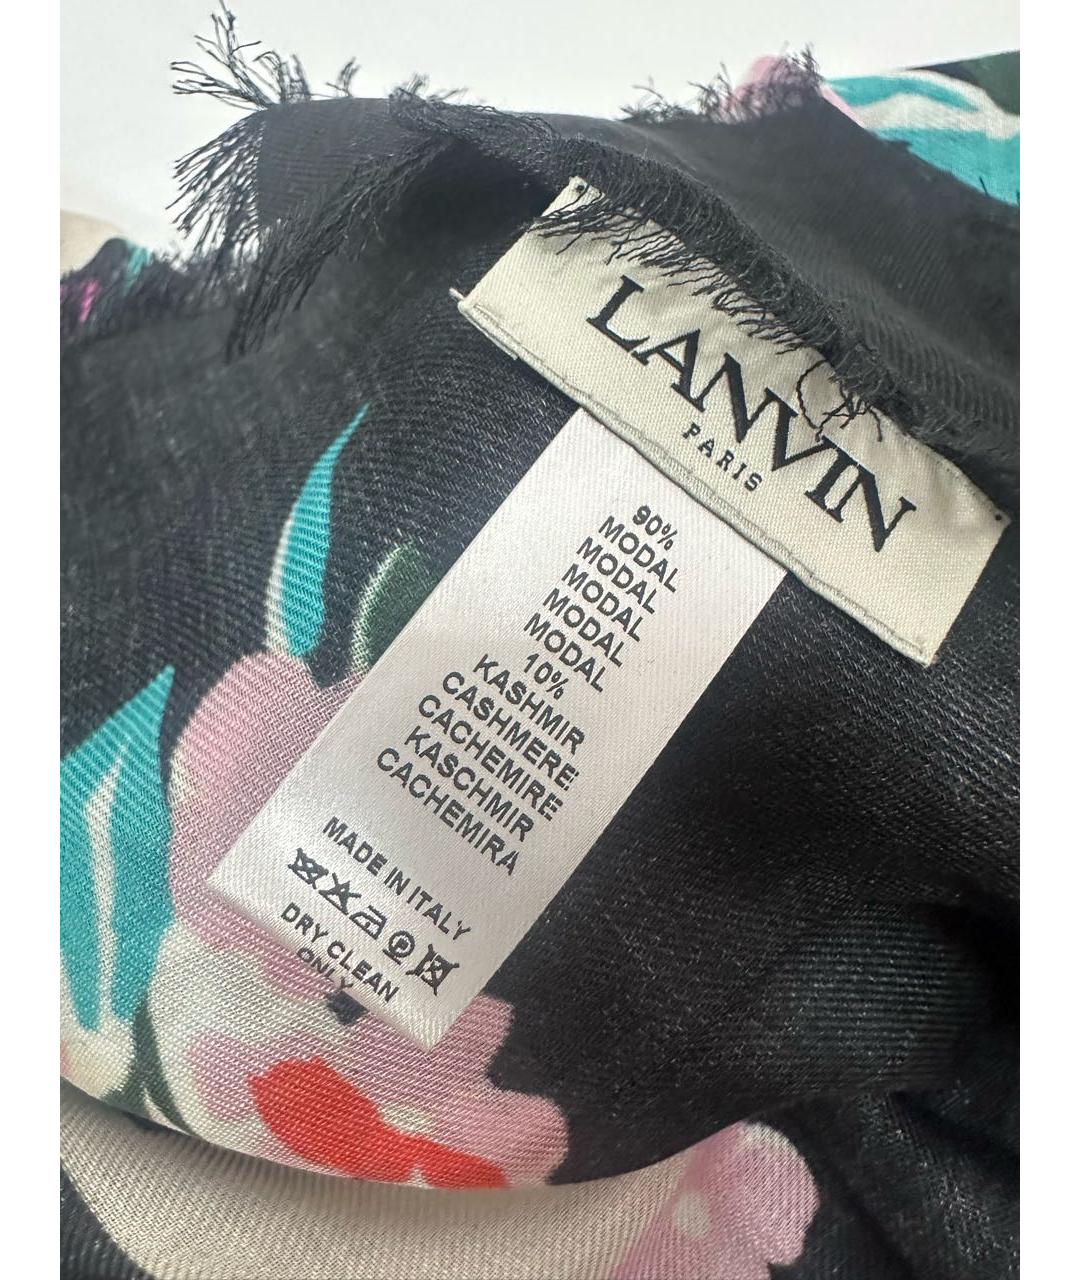 LANVIN
PARIS
90%
MODAL
MODAL
MODAL
MODAL
MODAL
10%
KASHMIR
CASHMERE
CACHEMIRE
KASCHMIR
CACHEMIRA
MADE IN ITALY
P
DRY CLEAN
ONLY